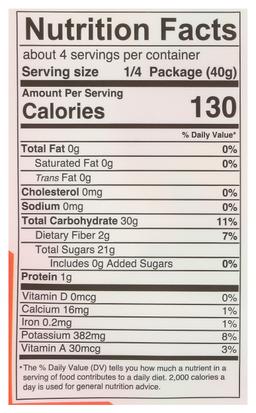 Nutrition Facts
about 4 servings per container
Serving size 1/4 Package (40g)
Amount Per Serving
Calories 130
% Daily Value*
Total Fat 0g 0%
Saturated Fat 0g 0%
Trans Fat 0g
Cholesterol 0mg 0%
Sodium 0mg 0%
Total Carbohydrate 30g 11%
Dietary Fiber 2g 7%
Total Sugars 21g
Includes 0g Added Sugars 0%
Protein 1g
Vitamin D 0mcg 0%
Calcium 16mg 1%
Iron 0.2mg 1%
Potassium 382mg 8%
Vitamin A 30mcg 3%
*The % Daily Value (DV) tells you how much a nutrient in a
serving of food contributes to a daily diet. 2,000 calories a
day is used for general nutrition advice.